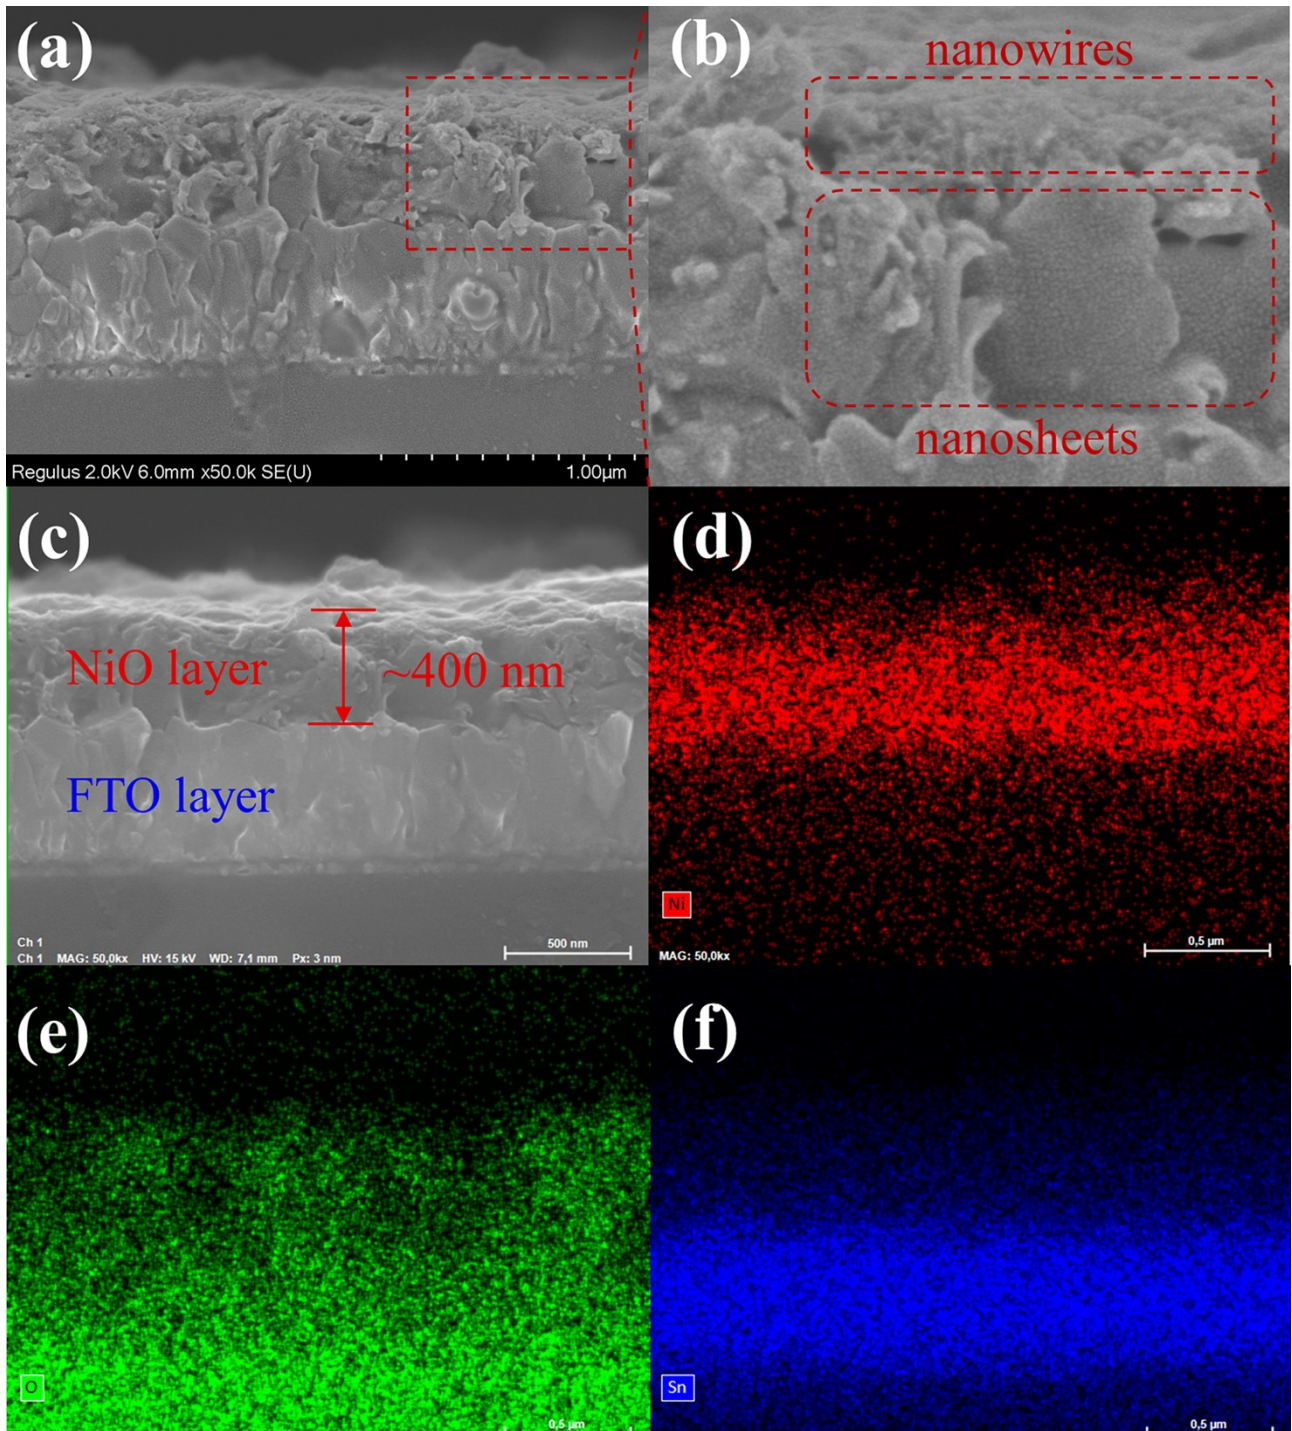 (a)
Regulus 2.0kV 6.0mm x50.0k SE(U)
1.00μm
(b)
nanowires
nanosheets
(c)
NiO layer
~400 nm
FTO layer
Ch 1
Ch 1 MAG: 50,0kx HV: 15 kV WD: 7,1 mm Px: 3 nm
500 nm
(d)
Ni
MAG: 50,0kx
0,5 μm
(e)
O
0,5 μm
(f)
Sn
0,5 μm